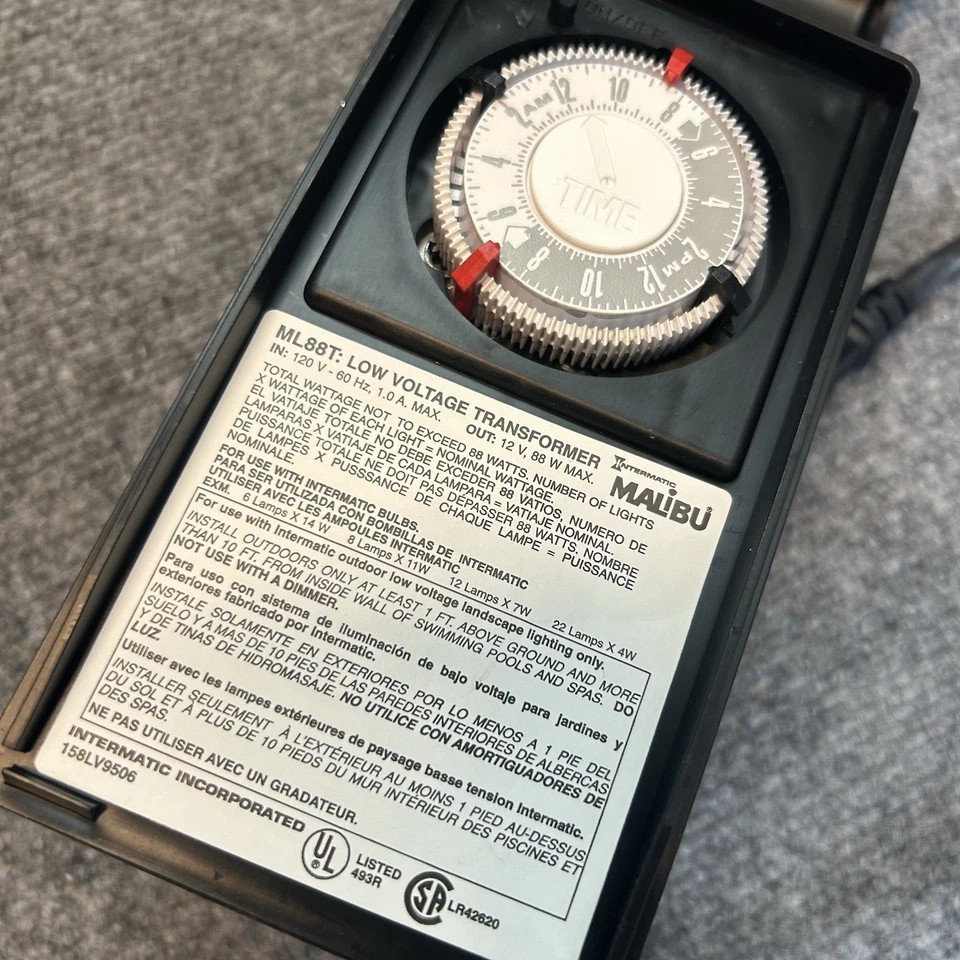 ON/OFF
12 10 8 6 4 2 PM 12 10 8 6 4 2 AM
TIME
ML88T: LOW VOLTAGE TRANSFORMER
IN: 120 V - 60 Hz, 1.0 A. MAX. OUT: 12 V, 88 W MAX.
INTERMATIC
MALIBU®
TOTAL WATTAGE NOT TO EXCEED 88 WATTS, NUMBER OF LIGHTS
X WATTAGE OF EACH LIGHT = NOMINAL WATTAGE.
EL VATIAJE TOTALE NO DEBE EXCEDER 88 VATIOS, NUMERO DE
LAMPARAS X VATIAJE DE CADA LAMPARA = VATIAJE NOMINAL.
PUISSANCE TOTALE NE DOIT PAS DÉPASSER 88 WATTS, NOMBRE
DE LAMPES X PUISSSANCE DE CHAQUE LAMPE = PUISSANCE
NOMINALE.
FOR USE WITH INTERMATIC BULBS.
PARA SER UTILIZADA CON BOMBILLAS DE INTERMATIC
UTILISER AVEC LES AMPOULES INTERMATIC
EXM. 6 Lamps X 14 W 8 Lamps X 11W 12 Lamps X 7W 22 Lamps X 4W
For use with Intermatic outdoor low voltage landscape lighting only.
INSTALL OUTDOORS ONLY AT LEAST 1 FT. ABOVE GROUND AND MORE
THAN 10 FT. FROM INSIDE WALL OF SWIMMING POOLS AND SPAS. DO
NOT USE WITH A DIMMER.
Para uso con sistema de iluminación de bajo voltaje para jardines y
exteriores fabricado por Intermatic.
INSTALE SOLAMENTE EN EXTERIORES POR LO MENOS A 1 PIE DEL
SUELO Y A MAS DE 10 PIES DE LAS PAREDES INTERIORES DE ALBERCAS
Y DE TINAS DE HIDROMASAJE. NO UTILICE CON AMORTIGUADORES DE
LUZ
Utiliser avec les lampes extérieures de paysage basse tension Intermatic.
INSTALLER SEULEMENT À L'EXTÉRIEUR AU MOINS 1 PIED AU-DESSUS
DU SOL ET À PLUS DE 10 PIEDS DU MUR INTÉRIEUR DES PISCINES ET
DES SPAS.
NE PAS UTILISER AVEC UN GRADATEUR.
INTERMATIC INCORPORATED
158LV9506
UL® LISTED
493R
SA LR42620